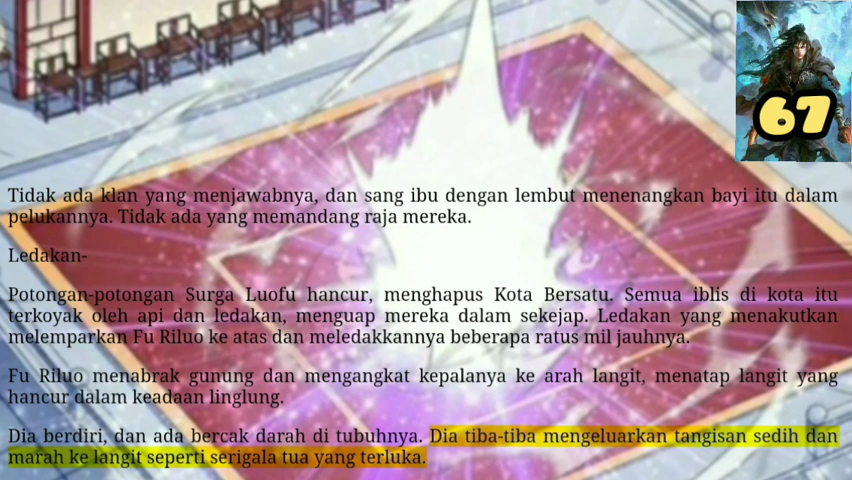 67
Tidak ada klan yang menjawabnya, dan sang ibu dengan lembut menenangkan bayi itu dalam
pelukannya. Tidak ada yang memandang raja mereka.
Ledakan-
Potongan-potongan Surga Luofu hancur, menghapus Kota Bersatu. Semua iblis di kota itu
terkoyak oleh api dan ledakan, menguap mereka dalam sekejap. Ledakan yang menakutkan
melemparkan Fu Riluo ke atas dan meledakkannya beberapa ratus mil jauhnya.
Fu Riluo menabrak gunung dan mengangkat kepalanya ke arah langit, menatap langit yang
hancur dalam keadaan linglung.
Dia berdiri, dan ada bercak darah di tubuhnya. Dia tiba-tiba mengeluarkan tangisan sedih dan
marah ke langit seperti serigala tua yang terluka.